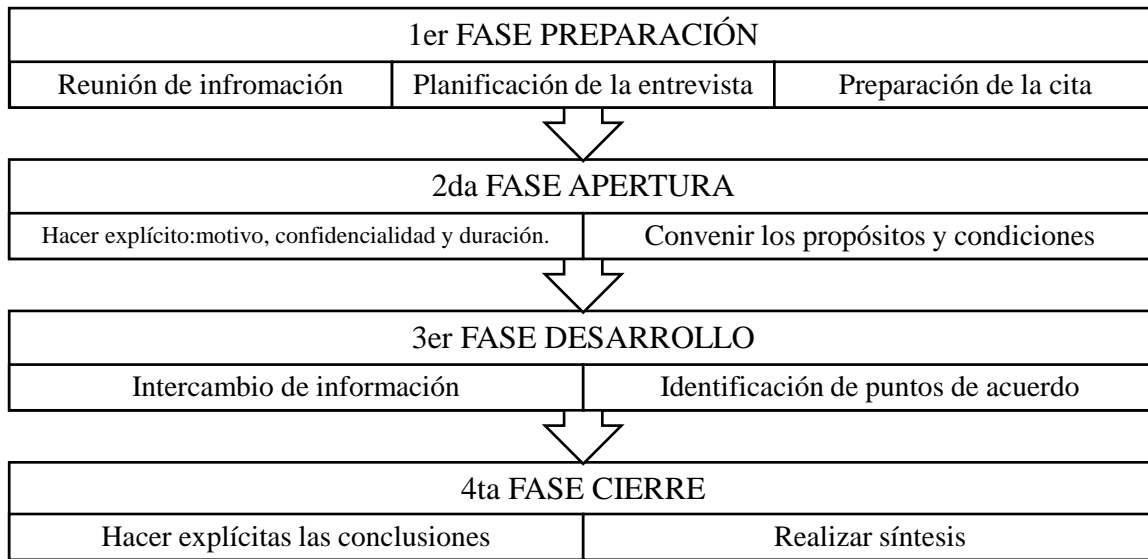 1er FASE PREPARACIÓN
Reunión de infromación
Planificación de la entrevista
Preparación de la cita
2da FASE APERTURA
Hacer explícito:motivo, confidencialidad y duración.
Convenir los propósitos y condiciones
3er FASE DESARROLLO
Intercambio de información
Identificación de puntos de acuerdo
4ta FASE CIERRE
Hacer explícitas las conclusiones
Realizar síntesis